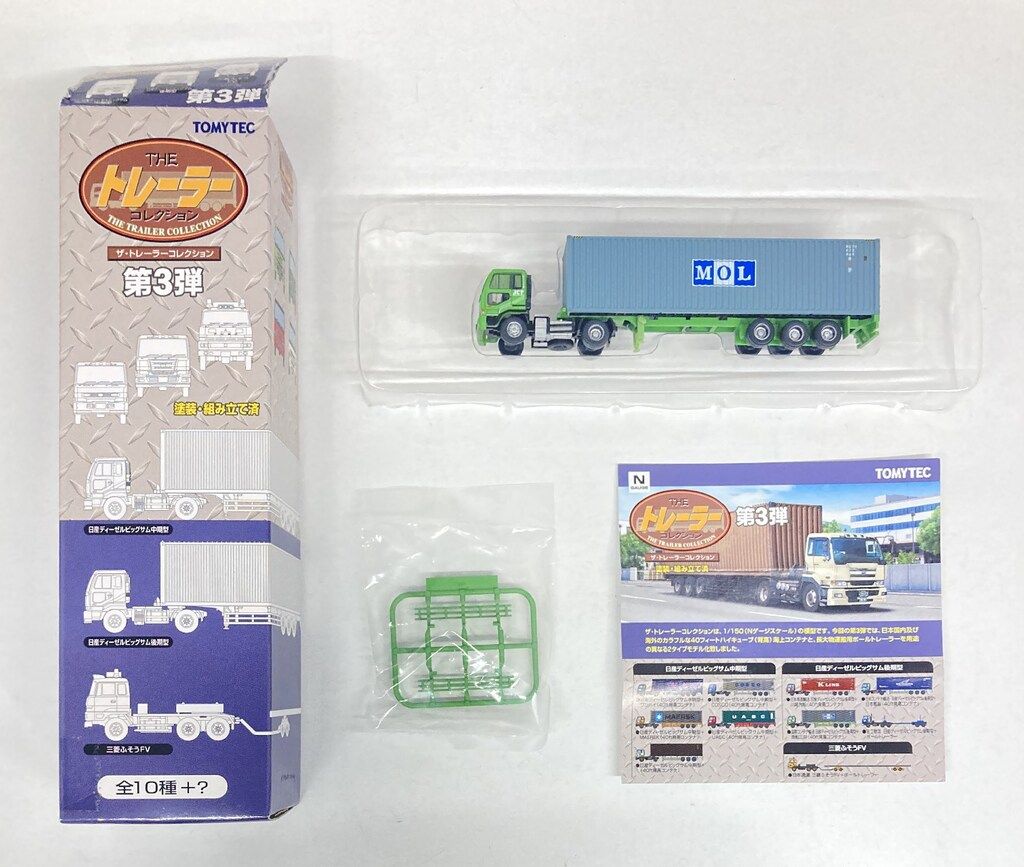 第3弾
TOMYTEC
THE
トレーラー
コレクション
THE TRAILER COLLECTION
ザ・トレーラーコレクション
第3弾
塗装・組み立て済
日産ディーゼルビッグサム中期型
日産ディーゼルビッグサム後期型
三菱ふそうFV
全10種+?
MOL
N
GAUGE
TOMYTEC
THE
トレーラー
コレクション
THE TRAILER COLLECTION
第3弾
ザ・トレーラーコレクション
塗装・組み立て済
ザ・トレーラーコレクションは、1/150(Nゲージスケール)の模型です。今回の第3弾では、日本国内及び
海外のカラフルな40フィートハイキューブ(背高)海上コンテナと、長大物運搬用ポールトレーラーを用途
の異なる2タイプモデル化致しました。
日産ディーゼルビッグサム中期型
日産ディーゼルビッグサム後期型
K LINE
MAERSK
UASC
三菱ふそうFV